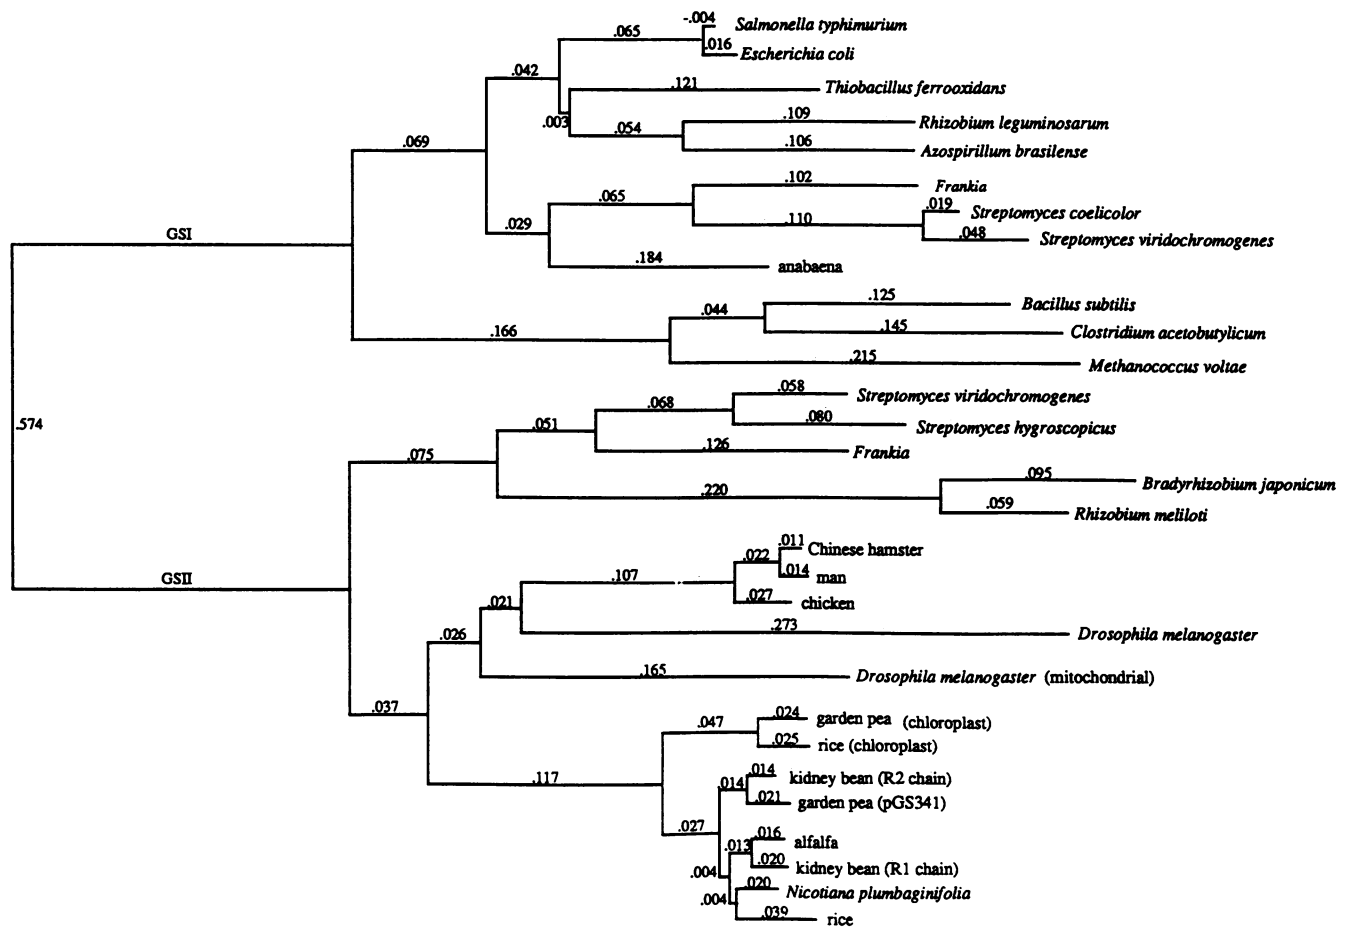 -.004 Salmonella typhimurium
.065
.016 Escherichia coli
.042
.121 Thiobacillus ferrooxidans
.003
.109 Rhizobium leguminosarum
.054
.106 Azospirillum brasilense
.069
.102 Frankia
.065
.019 Streptomyces coelicolor
.110
.048 Streptomyces viridochromogenes
.029
.184 anabaena
GSI
.125 Bacillus subtilis
.044
.145 Clostridium acetobutylicum
.166
.215 Methanococcus voltae
.574
.058 Streptomyces viridochromogenes
.068
.080 Streptomyces hygroscopicus
.051
.126 Frankia
.075
.095 Bradyrhizobium japonicum
.220
.059 Rhizobium meliloti
GSII
.011 Chinese hamster
.022
.014 man
.107
.027 chicken
.021
.273 Drosophila melanogaster
.026
.165 Drosophila melanogaster (mitochondrial)
.037
.024 garden pea (chloroplast)
.047
.025 rice (chloroplast)
.117
.014 kidney bean (R2 chain)
.014
.021 garden pea (pGS341)
.027
.016 alfalfa
.013
.020 kidney bean (R1 chain)
.004
.020 Nicotiana plumbaginifolia
.004
.039 rice